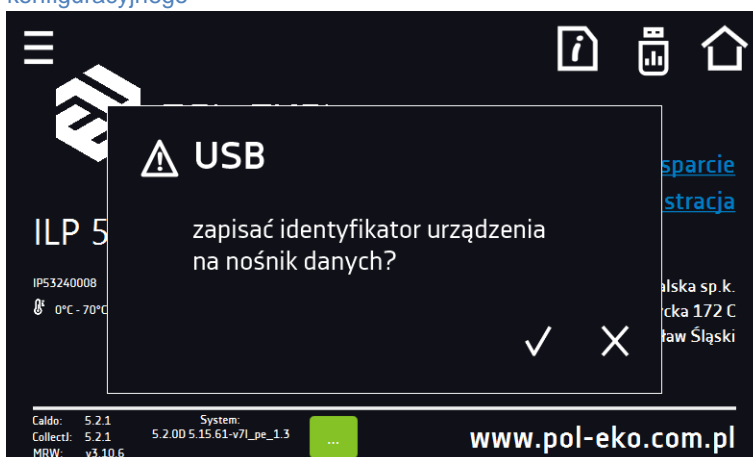 konfiguracyjnego
USB
sparcie
stracja
zapisać identyfikator urządzenia
na nośnik danych?
ILP 5
IP53240008
0°C - 70°C
alska sp.k.
cka 172 C
ław Śląski
Caldo: 5.2.1
CollectJ: 5.2.1
MRW: v3.10.6
System:
5.2.0D 5.15.61-v7l_pe_1.3
...
www.pol-eko.com.pl